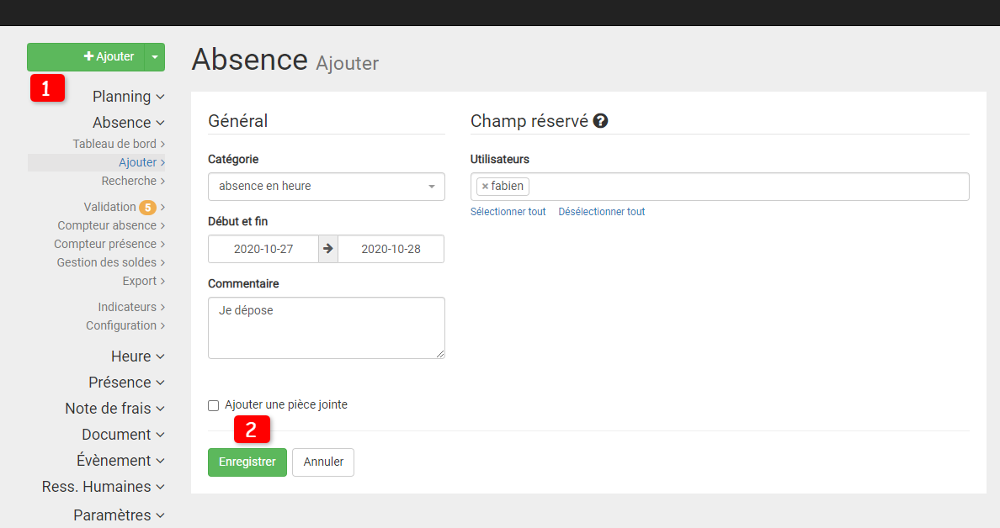 Ajouter
1
Planning
Absence
Tableau de bord
Ajouter
Recherche
Validation 5
Compteur absence
Compteur présence
Gestion des soldes
Export
Indicateurs
Configuration
Heure
Présence
Note de frais
Document
Évènement
Ress. Humaines
Paramètres
Absence Ajouter
Général
Catégorie
absence en heure
Début et fin
2020-10-27 → 2020-10-28
Commentaire
Je dépose
Ajouter une pièce jointe
2
Enregistrer Annuler
Champ réservé ?
Utilisateurs
× fabien
Sélectionner tout Désélectionner tout